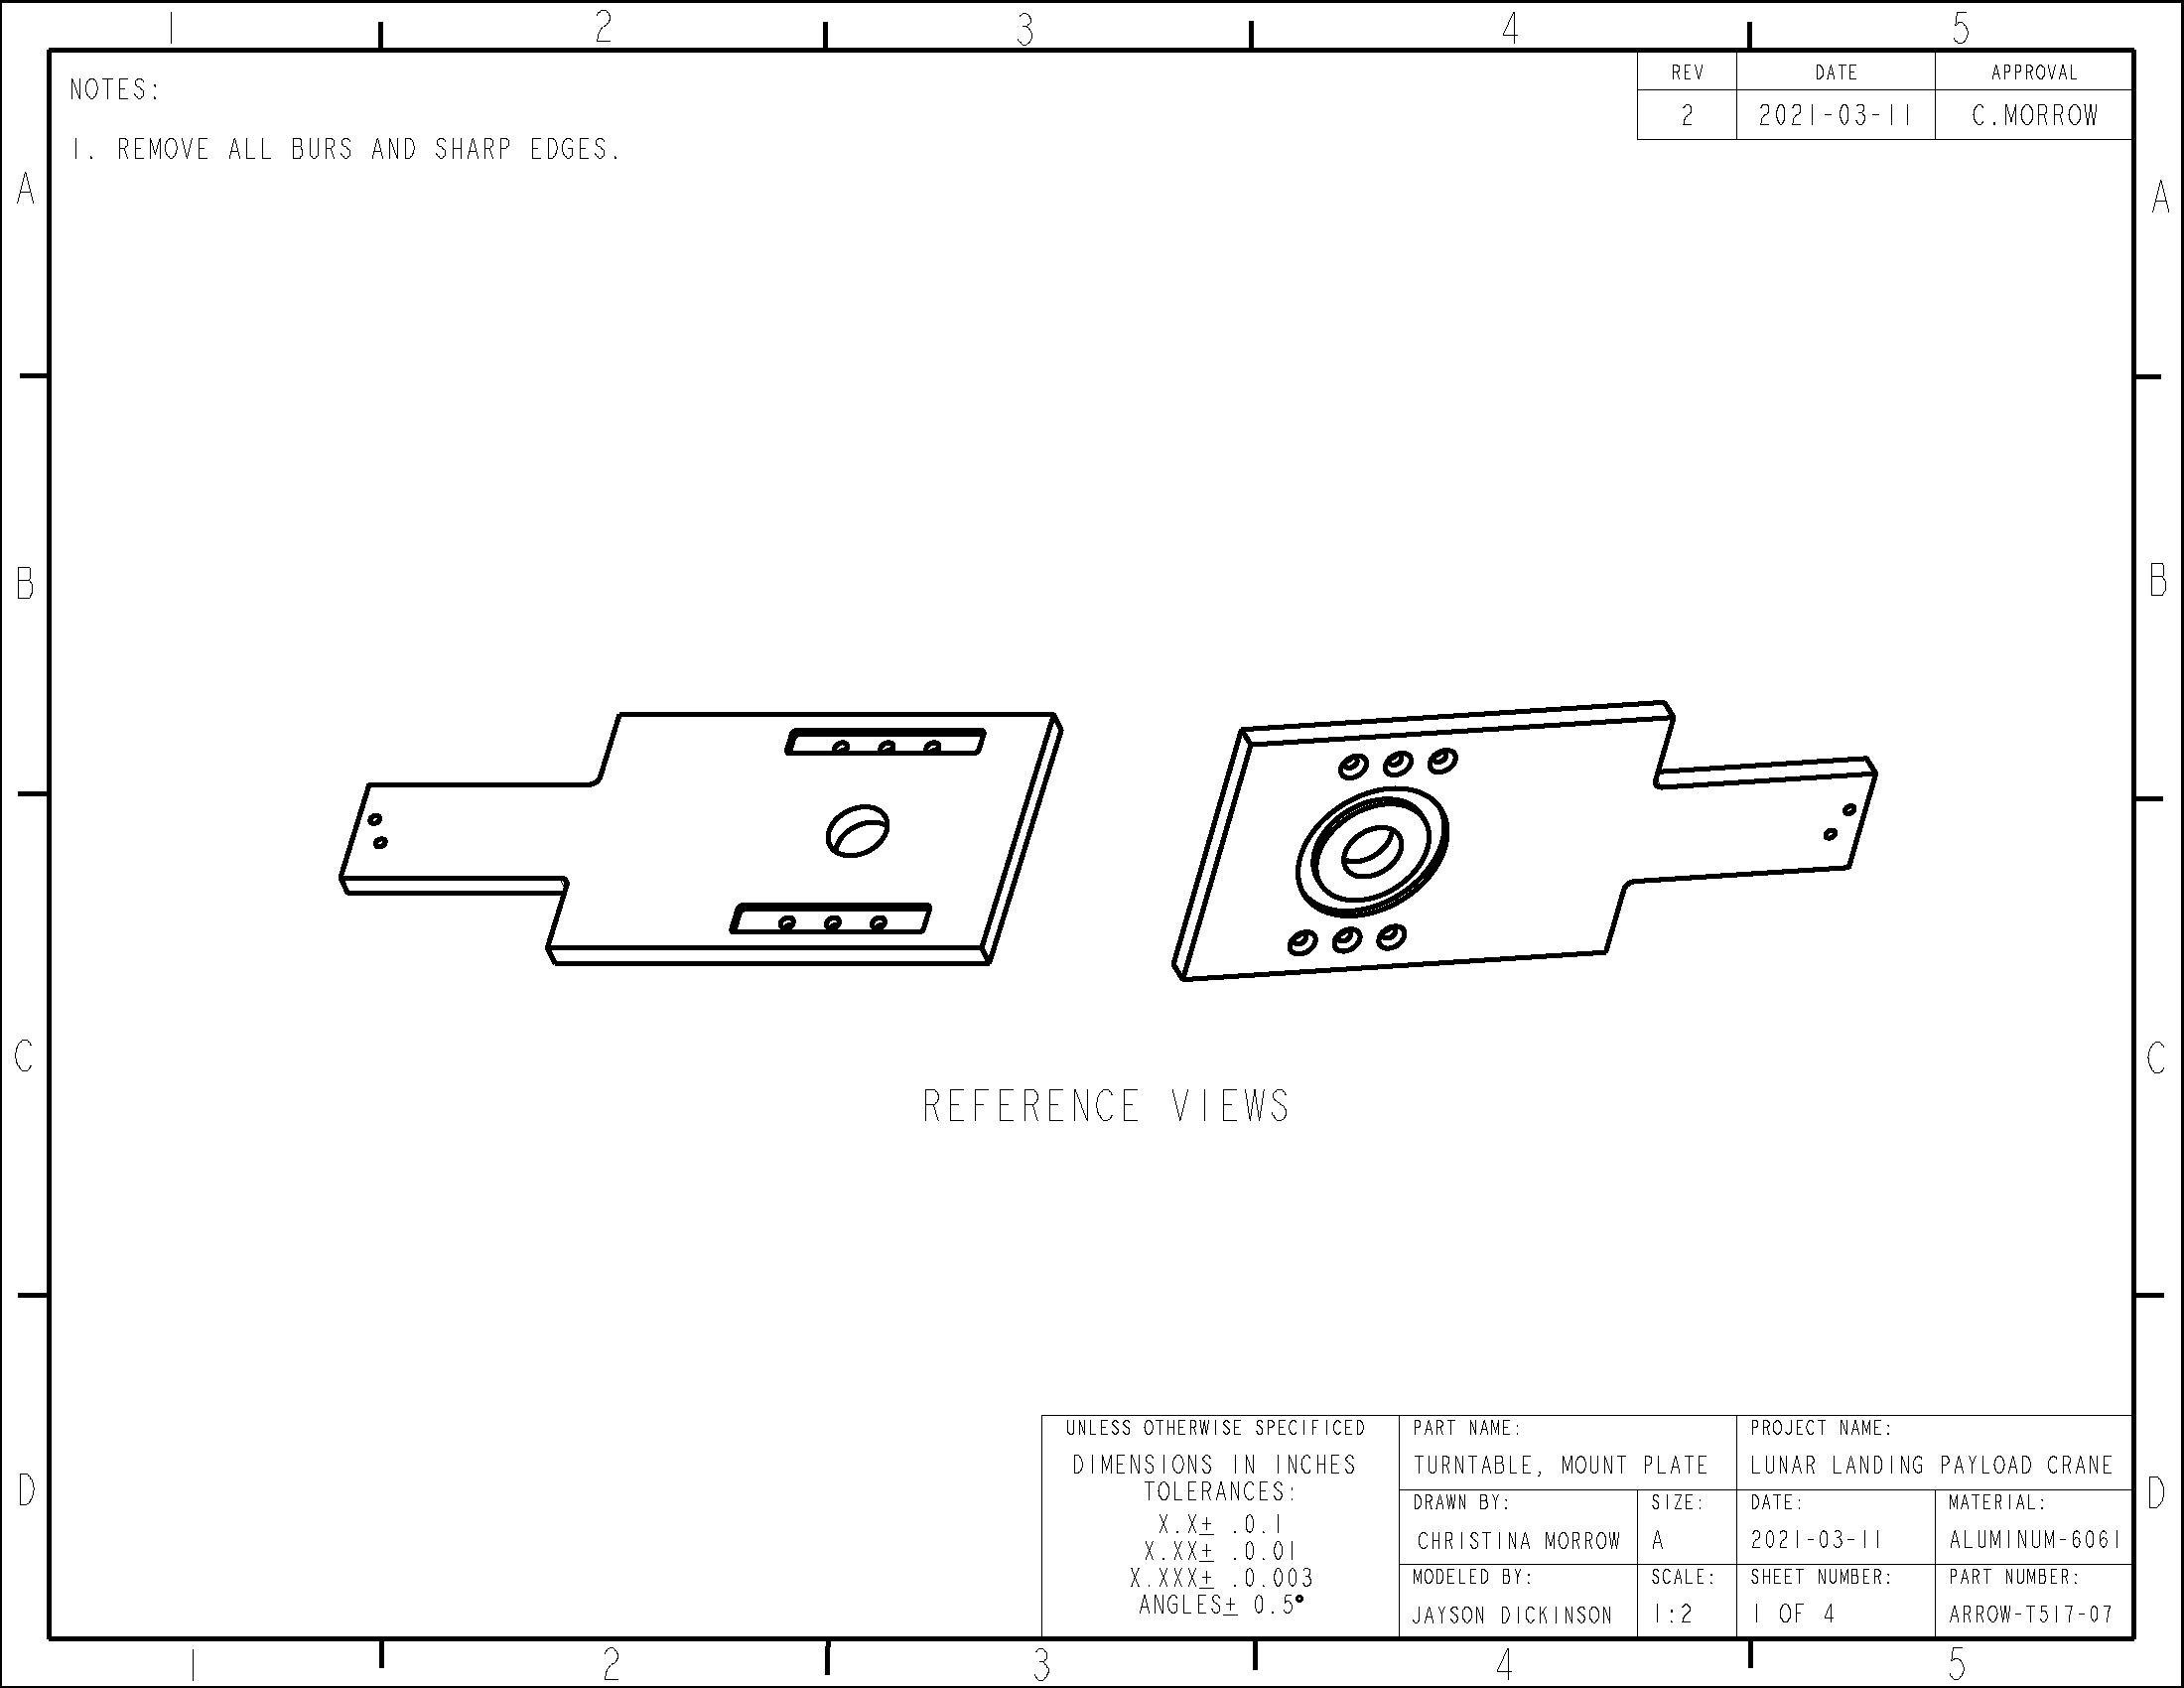 1 2 3 4 5
NOTES:
1. REMOVE ALL BURS AND SHARP EDGES.
REV DATE APPROVAL
2 2021-03-11 C.MORROW
A A
B B
C C
REFERENCE VIEWS
D D
UNLESS OTHERWISE SPECIFICED
DIMENSIONS IN INCHES
TOLERANCES:
X.X± .0.1
X.XX± .0.01
X.XXX± .0.003
ANGLES± 0.5°
PART NAME:
TURNTABLE, MOUNT PLATE
PROJECT NAME:
LUNAR LANDING PAYLOAD CRANE
DRAWN BY:
CHRISTINA MORROW
SIZE:
A
DATE:
2021-03-11
MATERIAL:
ALUMINUM-6061
MODELED BY:
JAYSON DICKINSON
SCALE:
1:2
SHEET NUMBER:
1 OF 4
PART NUMBER:
ARROW-T517-07
1 2 3 4 5